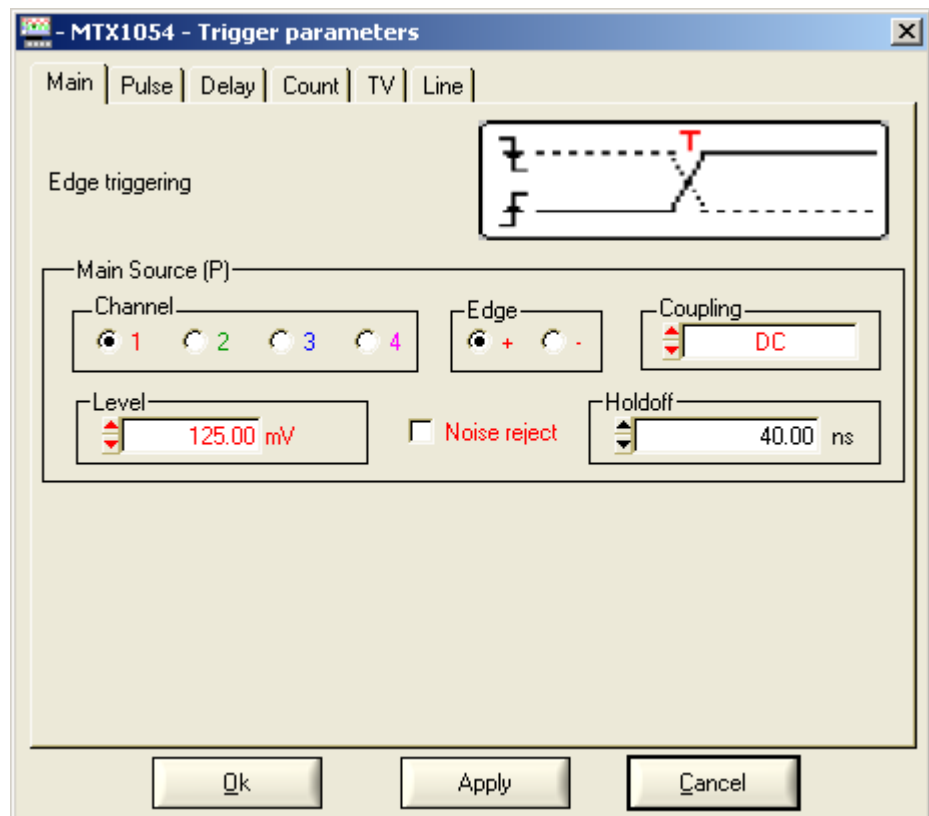 - MTX1054 - Trigger parameters
Main Pulse Delay Count TV Line
T
Edge triggering
Main Source (P)
Channel Edge Coupling
1 2 3 4 + - DC
Level Holdoff
125.00 mV Noise reject 40.00 ns
Ok Apply Cancel